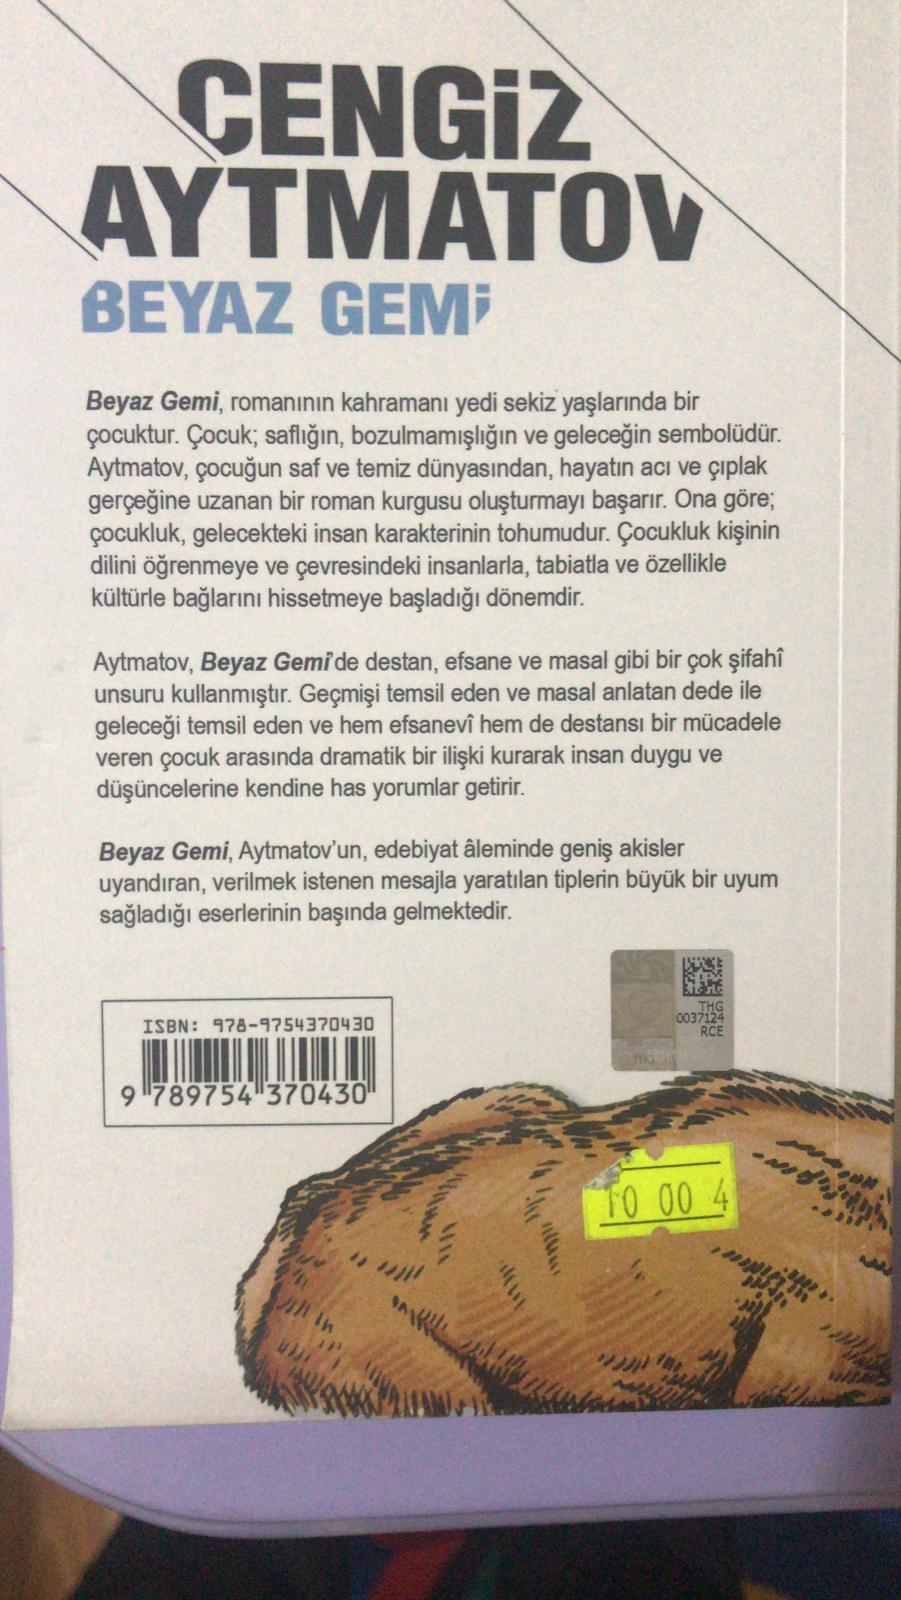 CENGiZ
AYTMATOV
BEYAZ GEMi
Beyaz Gemi, romanının kahramanı yedi sekiz yaşlarında bir
çocuktur. Çocuk; saflığın, bozulmamışlığın ve geleceğin sembolüdür.
Aytmatov, çocuğun saf ve temiz dünyasından, hayatın acı ve çıplak
gerçeğine uzanan bir roman kurgusu oluşturmayı başarır. Ona göre;
çocukluk, gelecekteki insan karakterinin tohumudur. Çocukluk kişinin
dilini öğrenmeye ve çevresindeki insanlarla, tabiatla ve özellikle
kültürle bağlarını hissetmeye başladığı dönemdir.
Aytmatov, Beyaz Gemi'de destan, efsane ve masal gibi bir çok şifahî
unsuru kullanmıştır. Geçmişi temsil eden ve masal anlatan dede ile
geleceği temsil eden ve hem efsanevî hem de destansı bir mücadele
veren çocuk arasında dramatik bir ilişki kurarak insan duygu ve
düşüncelerine kendine has yorumlar getirir.
Beyaz Gemi, Aytmatov'un, edebiyat âleminde geniş akisler
uyandıran, verilmek istenen mesajla yaratılan tiplerin büyük bir uyum
sağladığı eserlerinin başında gelmektedir.
THG
0037124
RCE
ISBN: 978-9754370430
9 789754 370430
10 00 4